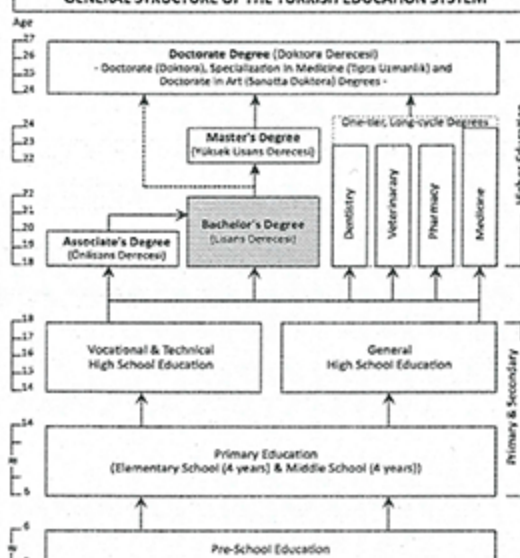 GENERAL STRUCTURE OF THE TURKISH EDUCATION SYSTEM
Age
27
26
25
24
Doctorate Degree (Doktora Derecesi)
- Doctorate (Doktora), Specialization in Medicine (Tıpta Uzmanlık) and
Doctorate in Art (Sanatta Doktora) Degrees -
24
23
22
Master's Degree
(Yüksek Lisans Derecesi)
One-tier, Long-cycle Degrees
Dentistry
Veterinarary
Pharmacy
Medicine
22
21
20
19
18
Bachelor's Degree
(Lisans Derecesi)
Associate's Degree
(Önlisans Derecesi)
18
17
16
15
14
Vocational & Technical
High School Education
General
High School Education
Primary & Secondary
14
6
Primary Education
(Elementary School (4 years) & Middle School (4 years))
6
Pre-School Education